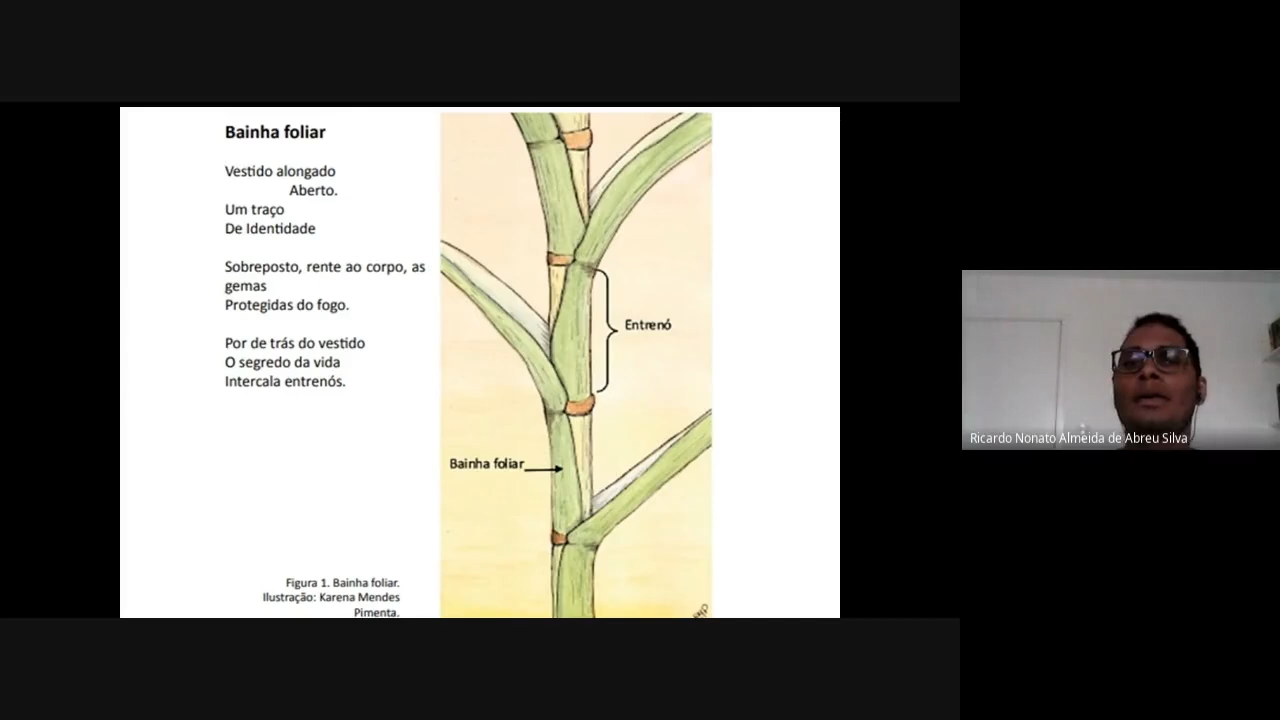 Bainha foliar
Vestido alongado
Aberto.
Um traço
De Identidade
Sobreposto, rente ao corpo, as
gemas
Protegidas do fogo.
Por de trás do vestido
O segredo da vida
Intercala entrenós.
Figura 1. Bainha foliar.
Ilustração: Karena Mendes
Pimenta.
Entrenó
Bainha foliar
Ricardo Nonato Almeida de Abreu Silva